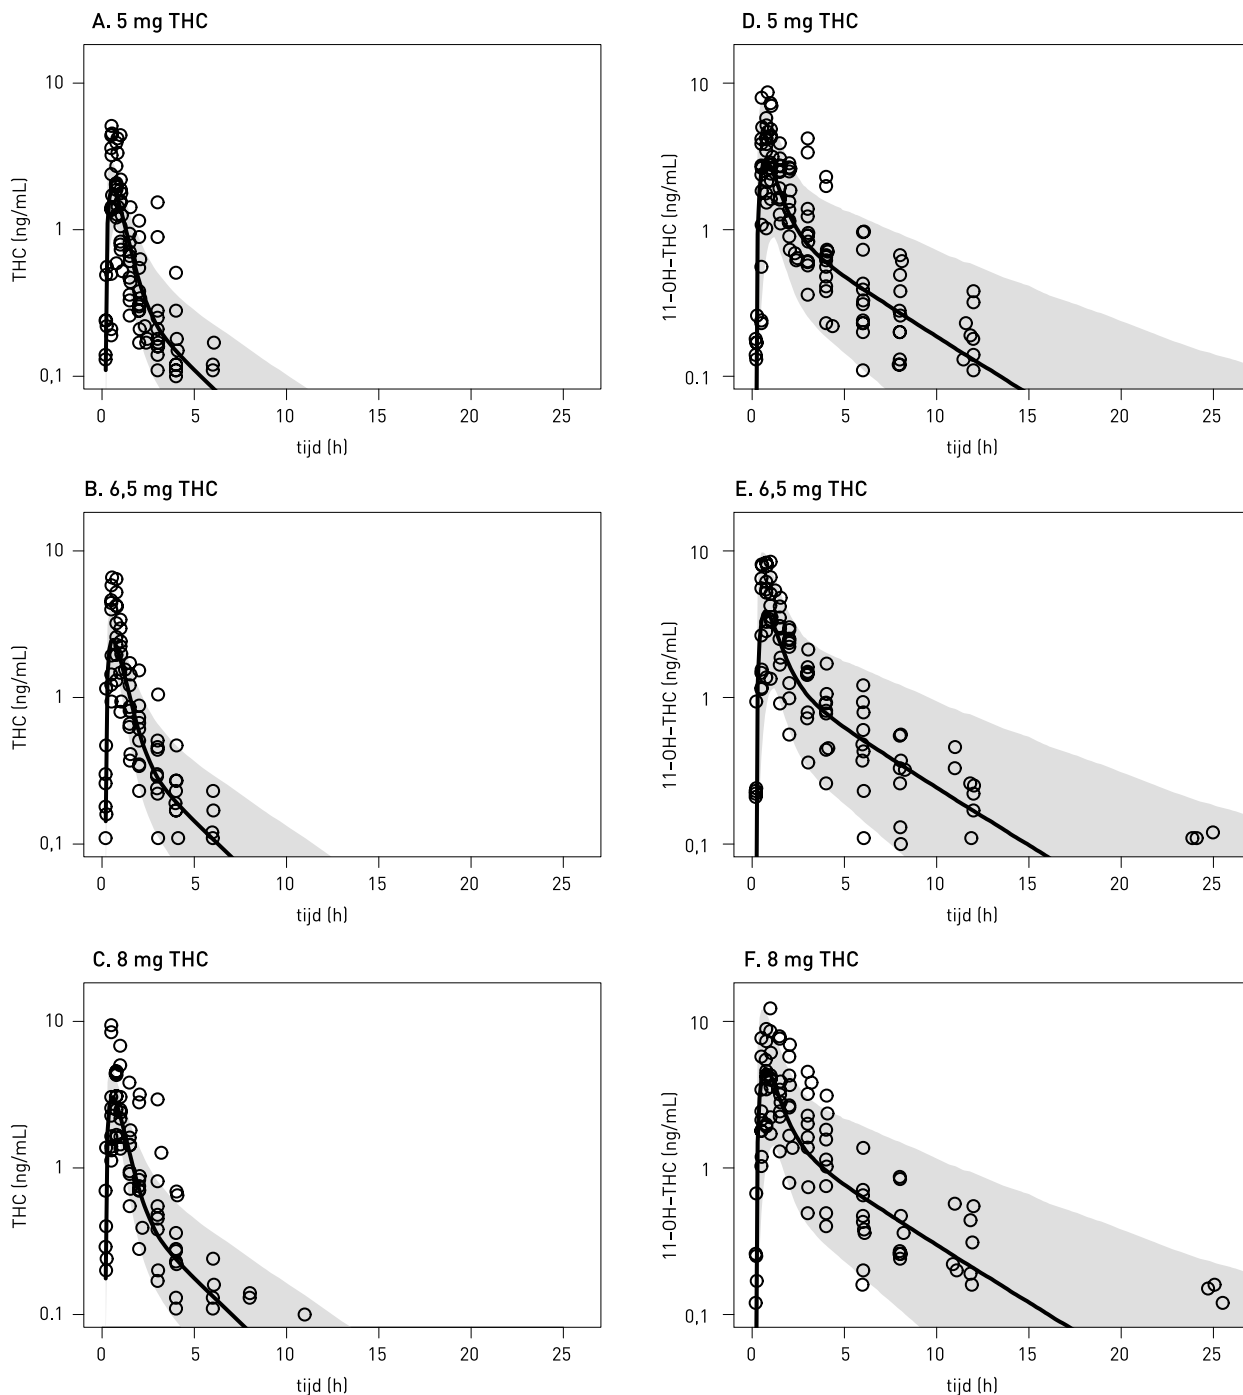 A. 5 mg THC
10
1
0,1
THC (ng/mL)
0 5 10 15 20 25
tijd (h)
D. 5 mg THC
10
1
0.1
11-OH-THC (ng/mL)
0 5 10 15 20 25
tijd (h)
B. 6,5 mg THC
10
1
0,1
THC (ng/mL)
0 5 10 15 20 25
tijd (h)
E. 6,5 mg THC
10
1
0,1
11-OH-THC (ng/mL)
0 5 10 15 20 25
tijd (h)
C. 8 mg THC
10
1
0.1
THC (ng/mL)
0 5 10 15 20 25
tijd (h)
F. 8 mg THC
10
1
0,1
11-OH-THC (ng/mL)
0 5 10 15 20 25
tijd (h)